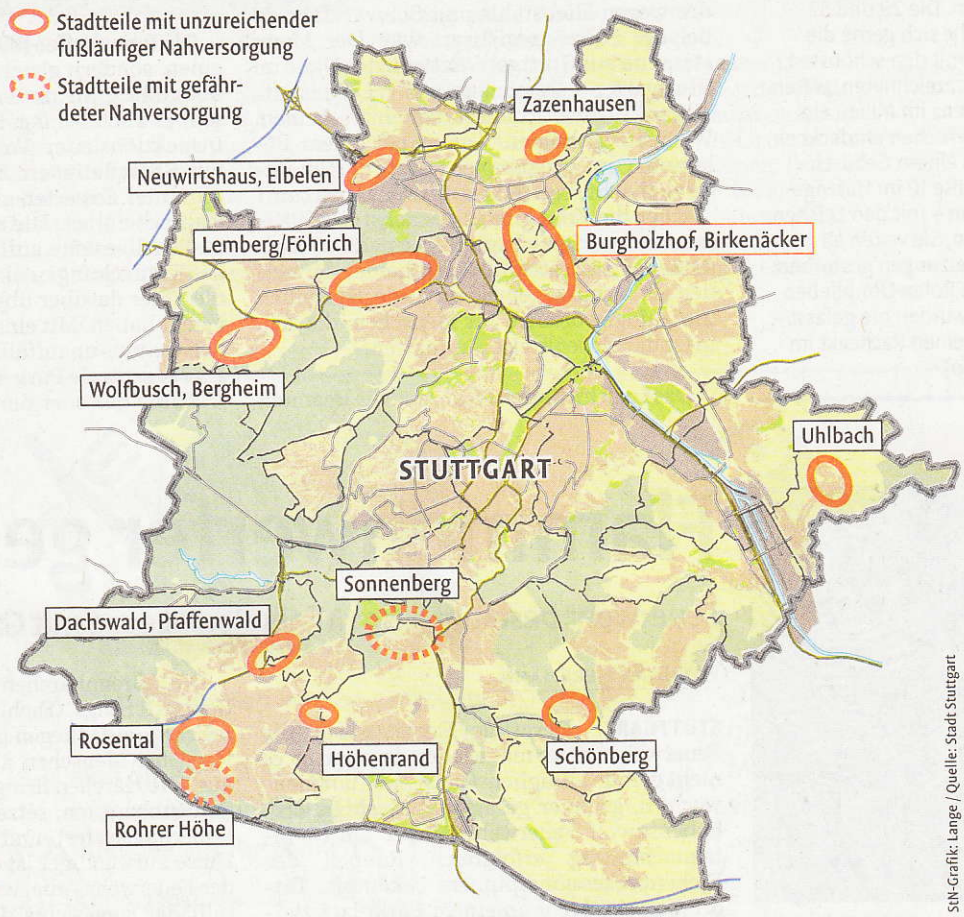 Stadtteile mit unzureichender
fußläufiger Nahversorgung
Stadtteile mit gefähr-
deter Nahversorgung
Zazenhausen
Neuwirtshaus, Elbelen
Lemberg/Föhrich
Burgholzhof, Birkenäcker
Wolfbusch, Bergheim
Uhlbach
STUTTGART
Sonnenberg
Dachswald, Pfaffenwald
Rosental
Höhenrand
Schönberg
Rohrer Höhe
StN-Grafik: Lange / Quelle: Stadt Stuttgart